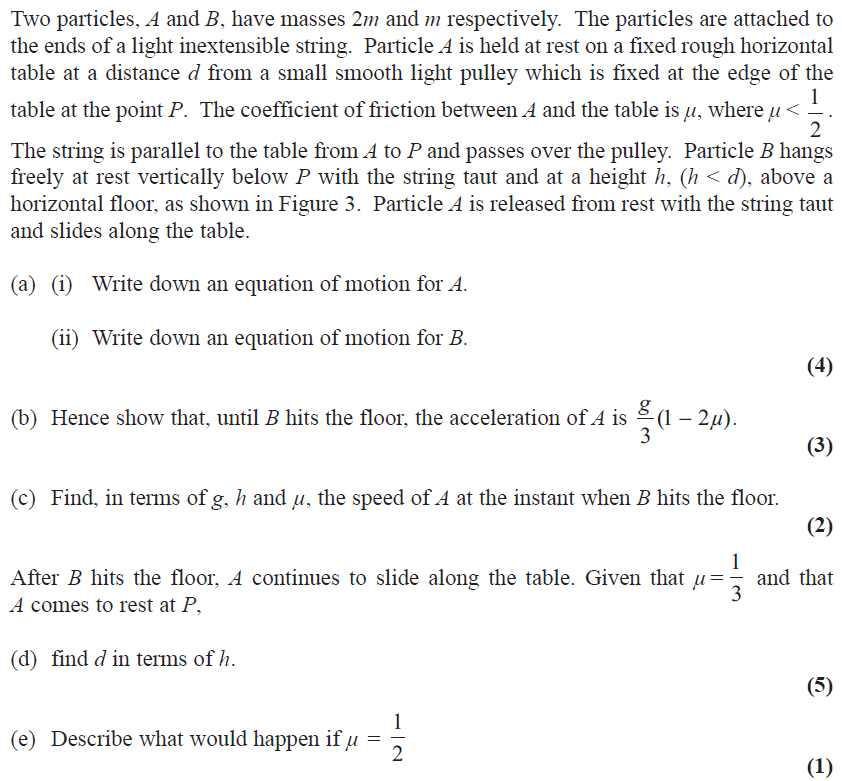 Two particles, A and B, have masses 2m and m respectively. The particles are attached to
the ends of a light inextensible string. Particle A is held at rest on a fixed rough horizontal
table at a distance d from a small smooth light pulley which is fixed at the edge of the
table at the point P. The coefficient of friction between A and the table is μ, where μ < 1/2.
The string is parallel to the table from A to P and passes over the pulley. Particle B hangs
freely at rest vertically below P with the string taut and at a height h, (h < d), above a
horizontal floor, as shown in Figure 3. Particle A is released from rest with the string taut
and slides along the table.
(a) (i) Write down an equation of motion for A.
(ii) Write down an equation of motion for B.
(4)
(b) Hence show that, until B hits the floor, the acceleration of A is g/3 (1 – 2μ).
(3)
(c) Find, in terms of g, h and μ, the speed of A at the instant when B hits the floor.
(2)
After B hits the floor, A continues to slide along the table. Given that μ = 1/3 and that
A comes to rest at P,
(d) find d in terms of h.
(5)
(e) Describe what would happen if μ = 1/2
(1)